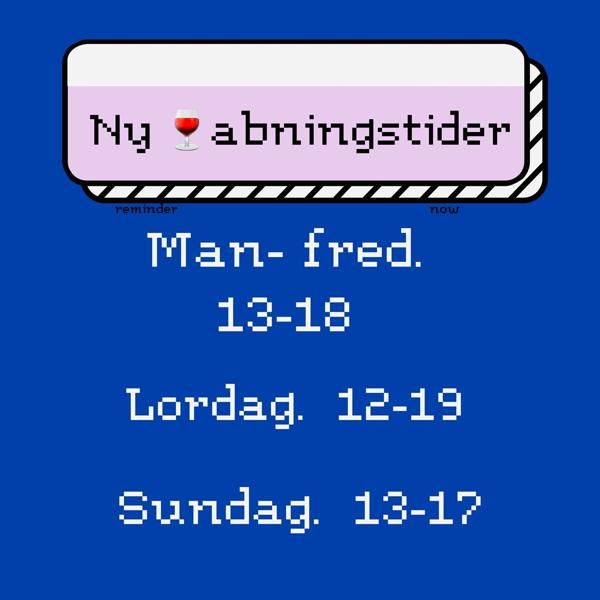 Ny 🍷abningstider
reminder now
Man- fred.
13-18
Lordag. 12-19
Sundag. 13-17